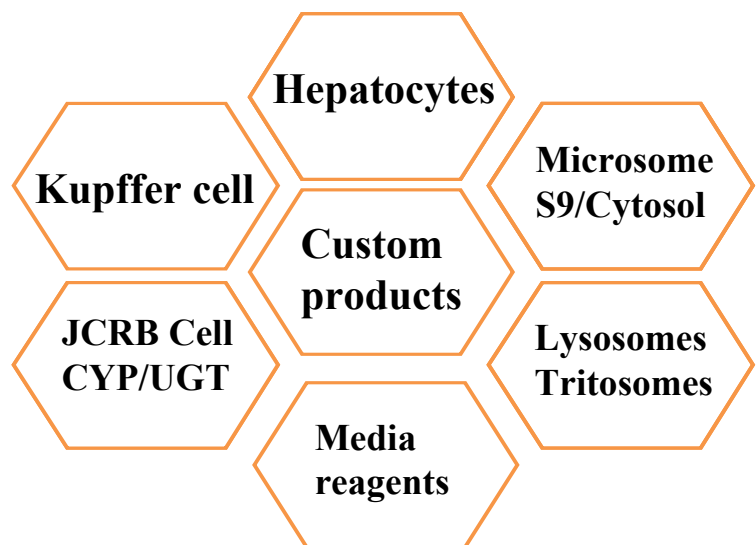 Hepatocytes
Kupffer cell
Microsome
S9/Cytosol
Custom
products
JCRB Cell
CYP/UGT
Lysosomes
Tritosomes
Media
reagents